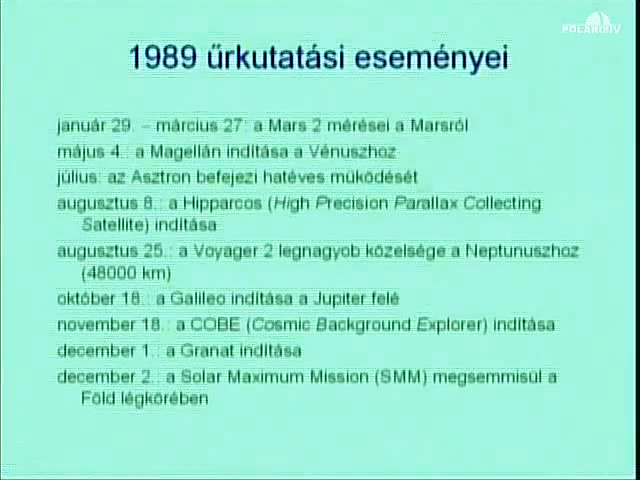 POLARISTV
1989 űrkutatási eseményei
január 29. – március 27: a Mars 2 mérései a Marsról
május 4.: a Magellán indítása a Vénuszhoz
július: az Asztron befejezi hatéves működését
augusztus 8.: a Hipparcos (High Precision Parallax Collecting
Satellite) indítása
augusztus 25.: a Voyager 2 legnagyob közelsége a Neptunuszhoz
(48000 km)
október 18.: a Galileo indítása a Jupiter felé
november 18.: a COBE (Cosmic Background Explorer) indítása
december 1.: a Granat indítása
december 2.: a Solar Maximum Mission (SMM) megsemmisül a
Föld légkörében